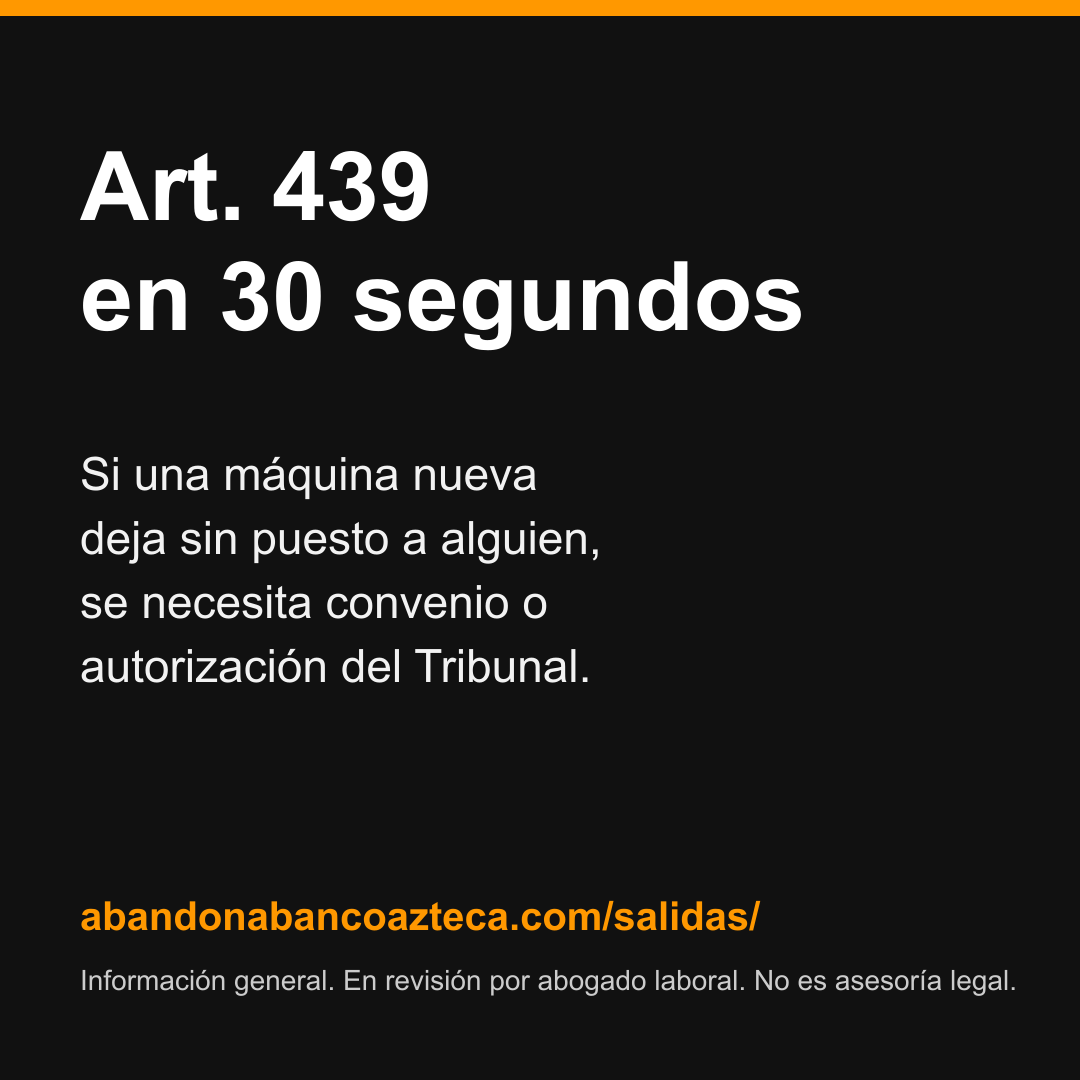 Art. 439
en 30 segundos
Si una máquina nueva
deja sin puesto a alguien,
se necesita convenio o
autorización del Tribunal.
abandonabancoazteca.com/salidas/
Información general. En revisión por abogado laboral. No es asesoría legal.